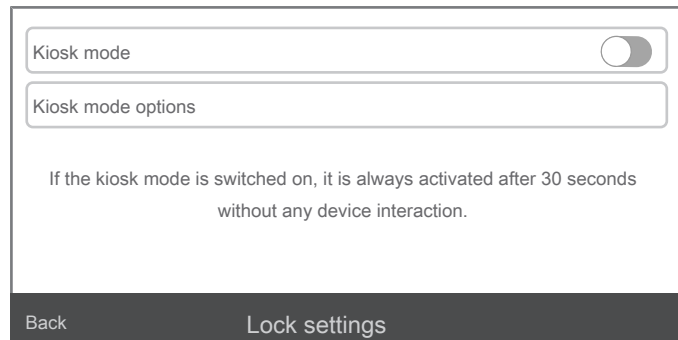 Kiosk mode
Kiosk mode options
If the kiosk mode is switched on, it is always activated after 30 seconds
without any device interaction.
Back Lock settings